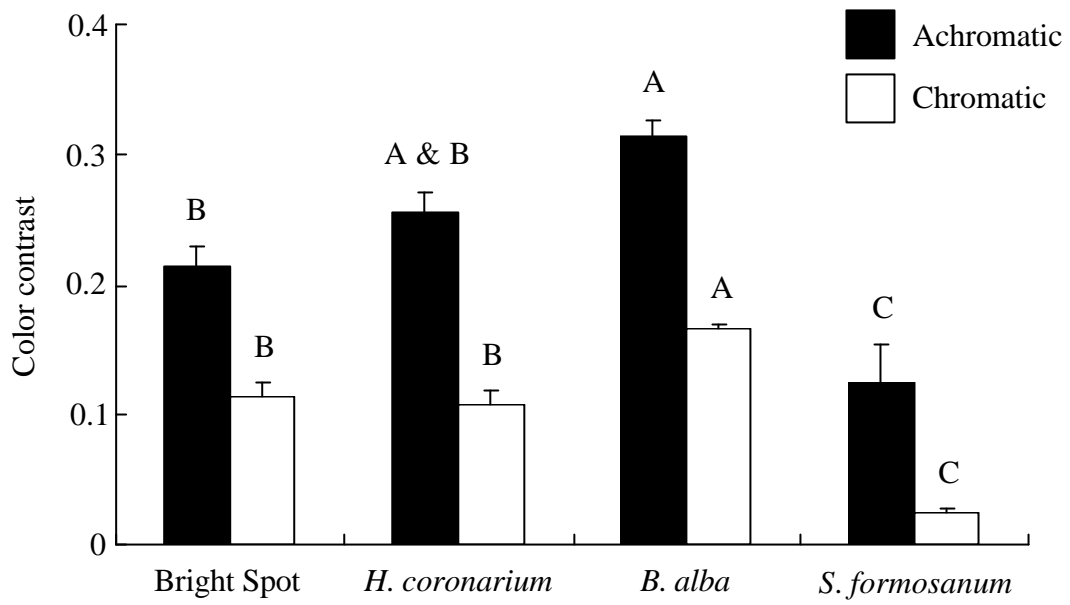 0.4
Achromatic
Chromatic
A
0.3
A & B
B
0.2
A
C
B
B
0.1
C
0
Color contrast
Bright Spot
H. coronarium
B. alba
S. formosanum